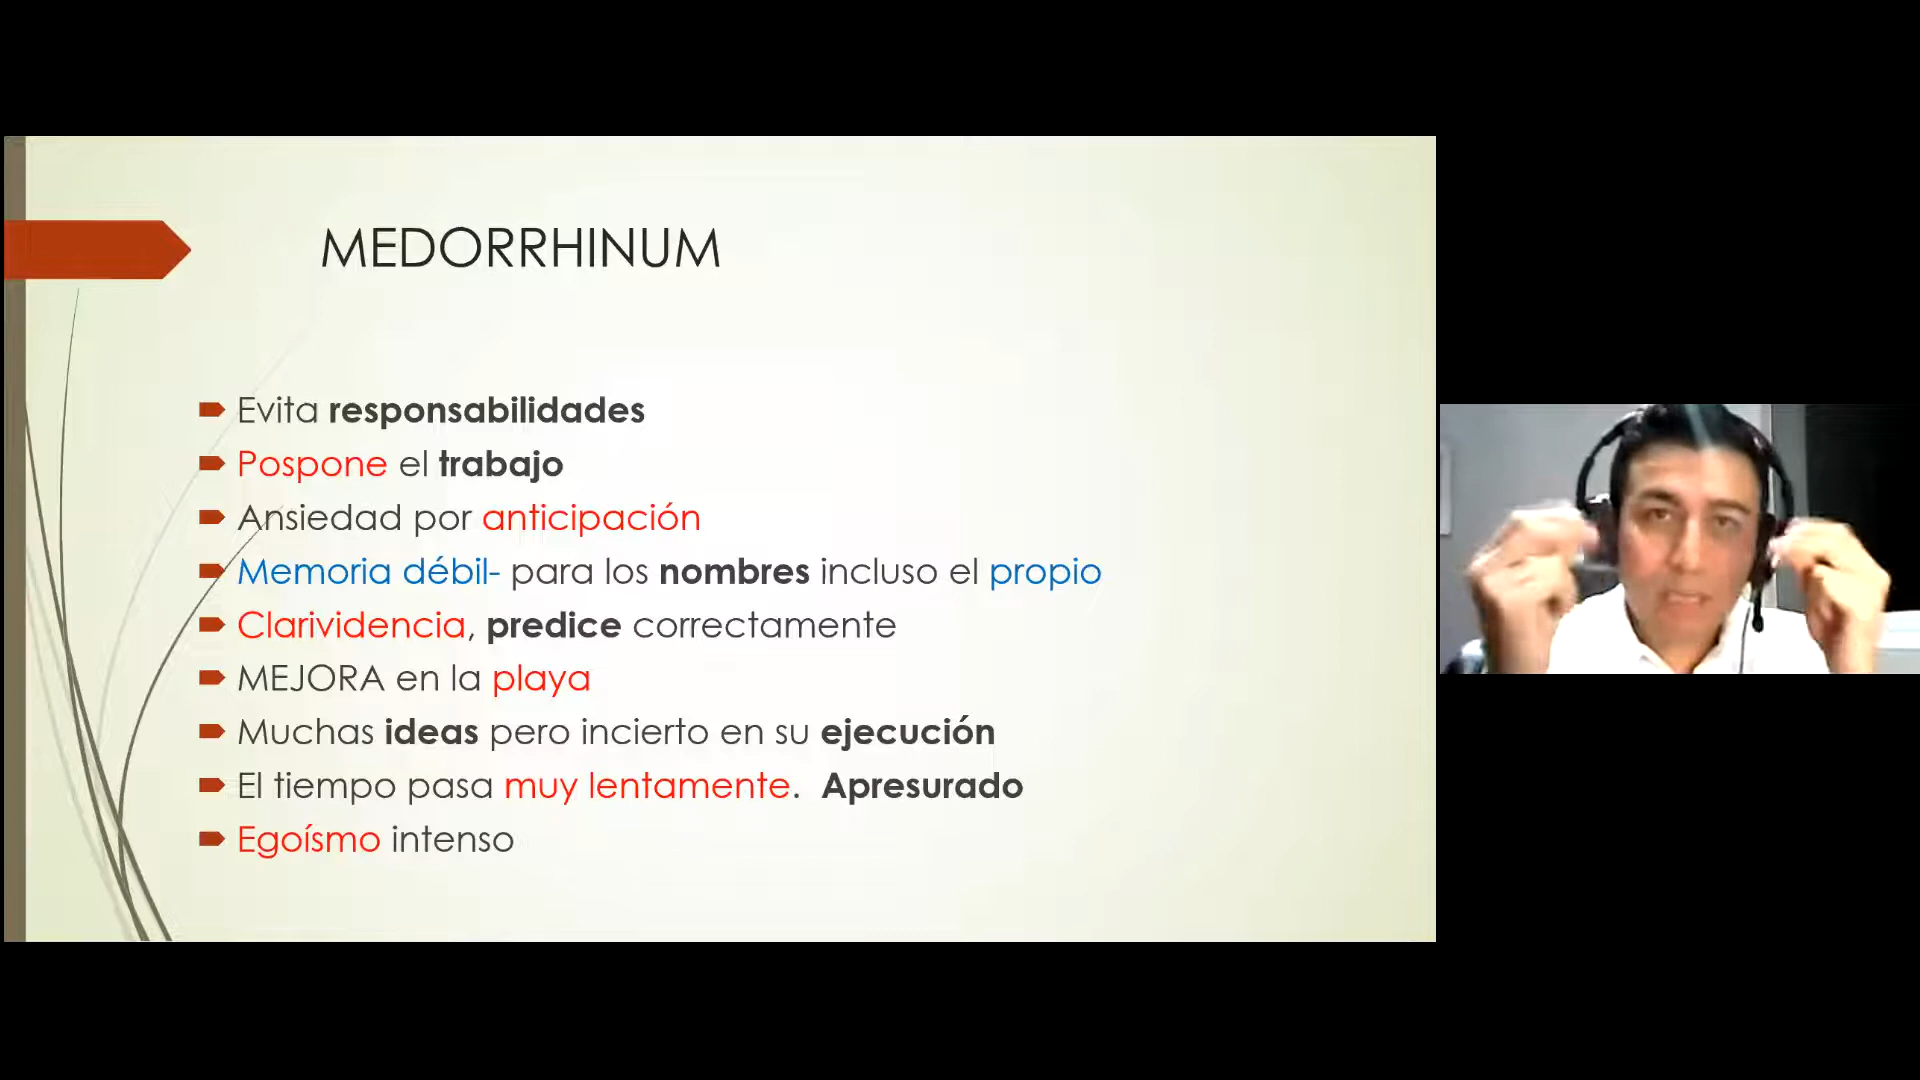 MEDORRHINUM
Evita responsabilidades
Pospone el trabajo
Ansiedad por anticipación
Memoria débil- para los nombres incluso el propio
Clarividencia, predice correctamente
MEJORA en la playa
Muchas ideas pero incierto en su ejecución
El tiempo pasa muy lentamente. Apresurado
Egoísmo intenso